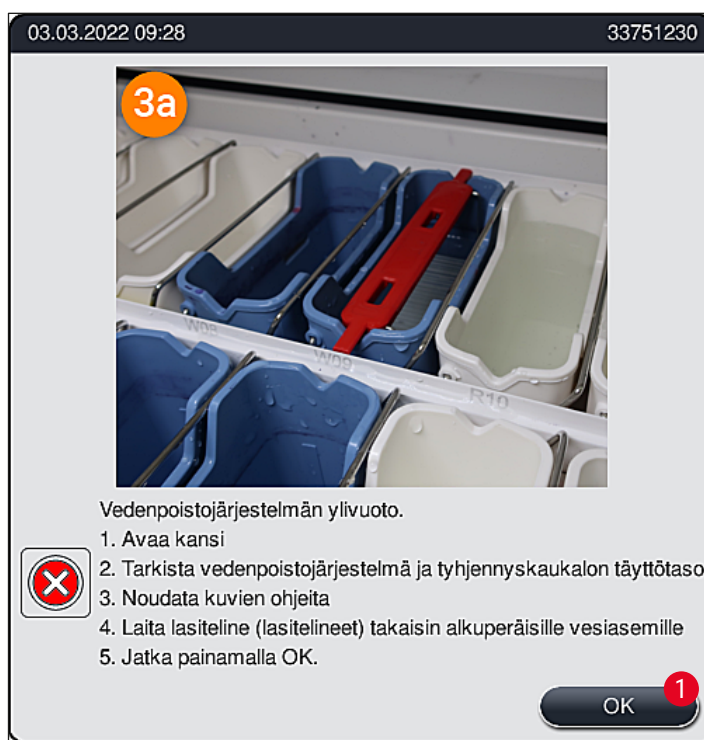 03.03.2022 09:28
33751230
3a
W08
W09
R10
Vedenpoistojärjestelmän ylivuoto.
1. Avaa kansi
2. Tarkista vedenpoistojärjestelmä ja tyhjennyskaukalon täyttötaso
3. Noudata kuvien ohjeita
4. Laita lasiteline (lasitelineet) takaisin alkuperäisille vesiasemille
5. Jatka painamalla OK.
OK
1